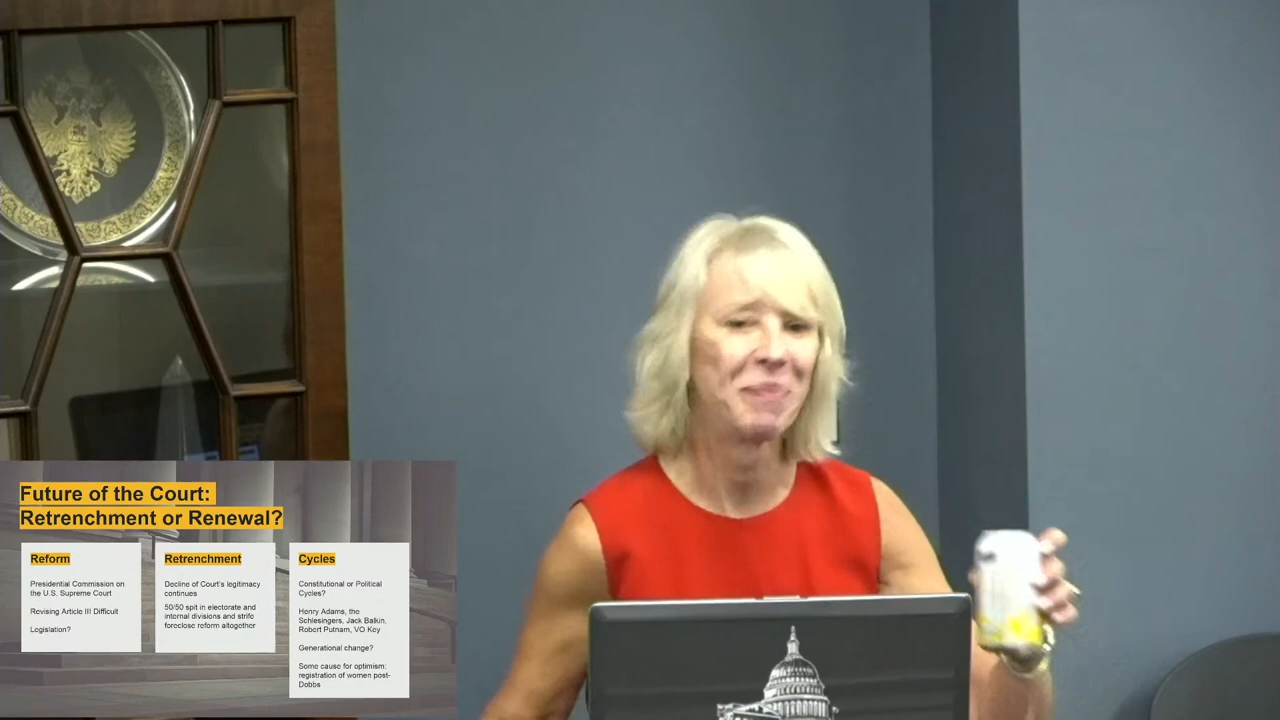 Future of the Court:
Retrenchment or Renewal?
Reform
Presidential Commission on
the U.S. Supreme Court
Revising Article III Difficult
Legislation?
Retrenchment
Decline of Court's legitimacy
continues
50/50 spit in electorate and
internal divisions and strife
foreclose reform altogether
Cycles
Constitutional or Political
Cycles?
Henry Adams, the
Schlesingers, Jack Balkin,
Robert Putnam, VO Key
Generational change?
Some cause for optimism:
registration of women post-
Dobbs